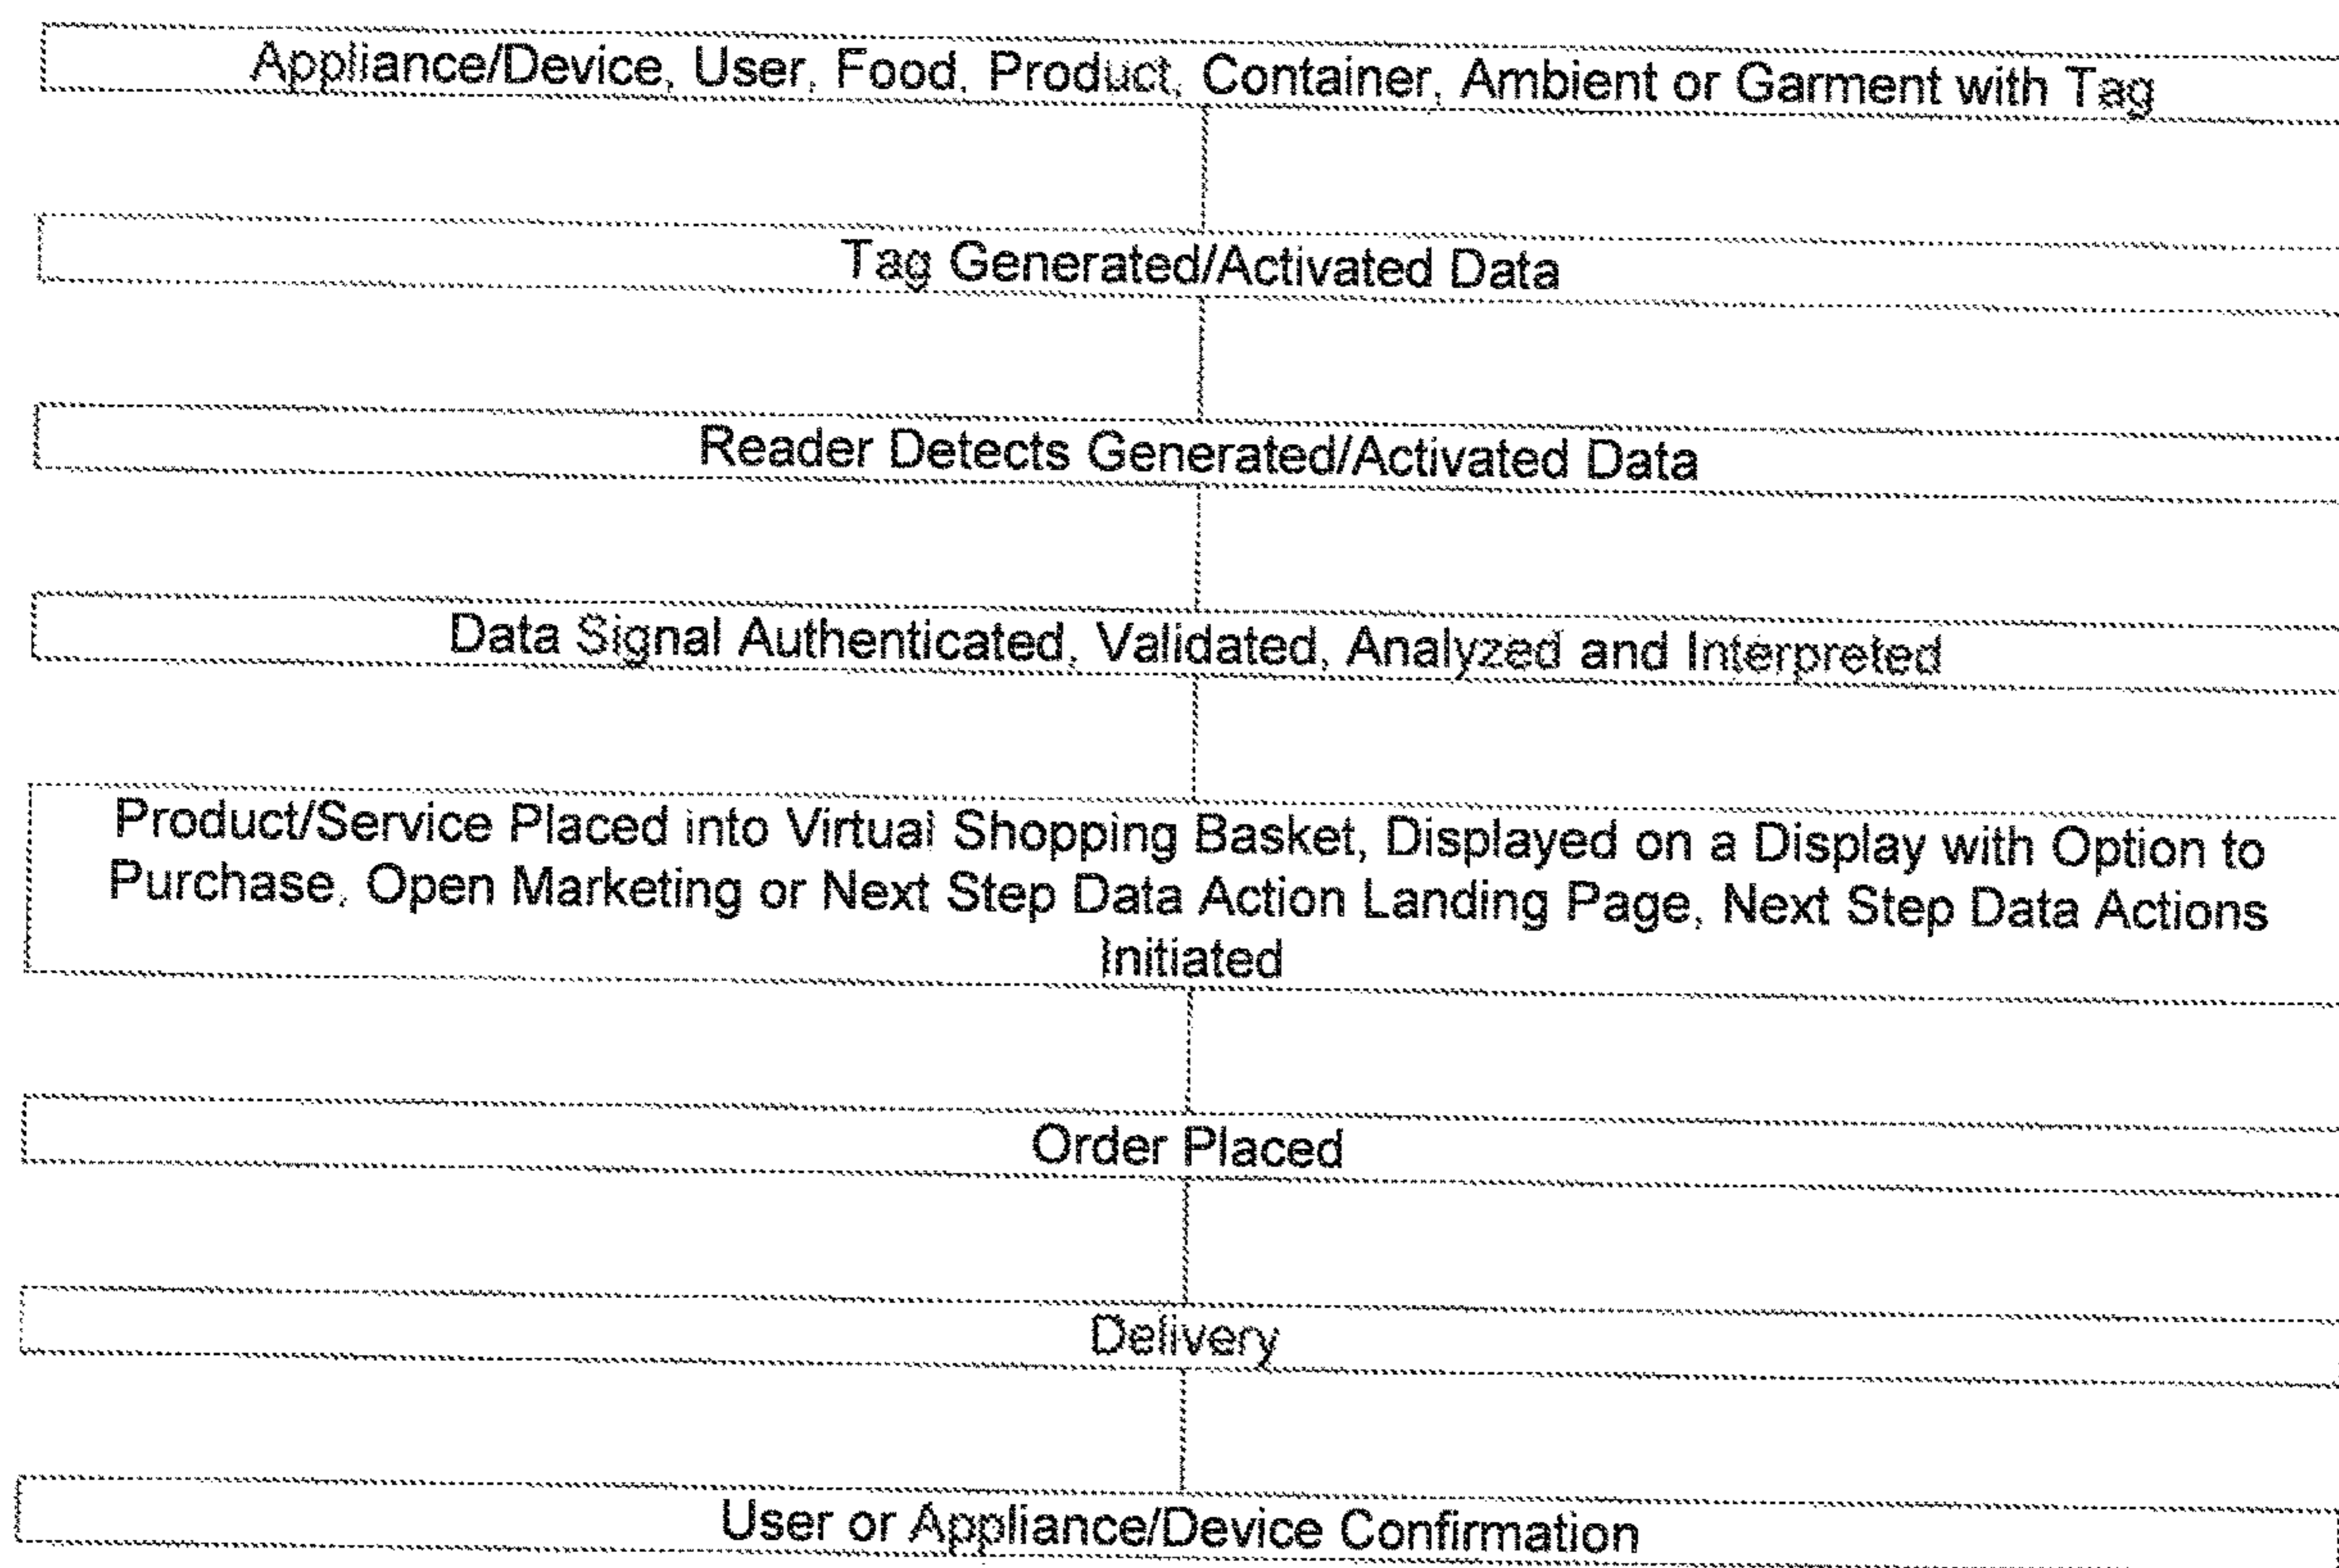 Appliance/Device, User, Food, Product, Container, Ambient or Garment with Tag
Tag Generated/Activated Data
Reader Detects Generated/Activated Data
Data Signal Authenticated, Validated, Analyzed and Interpreted
Product/Service Placed into Virtual Shopping Basket, Displayed on a Display with Option to
Purchase, Open Marketing or Next Step Data Action Landing Page, Next Step Data Actions
Initiated
Order Placed
Delivery
User or Appliance/Device Confirmation